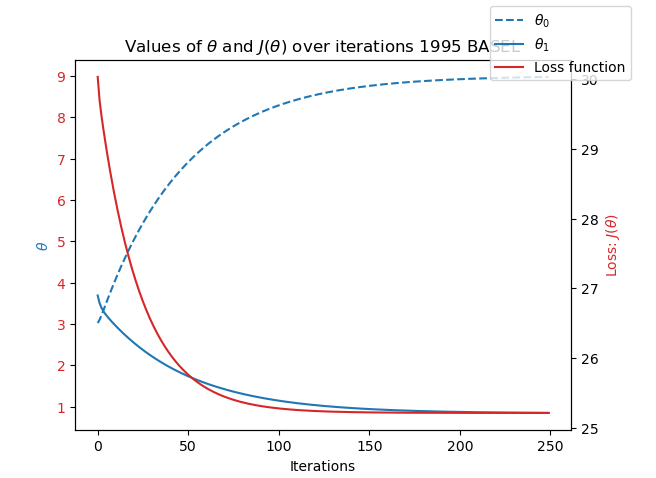 Values of θ and J(θ) over iterations 1995 BASEL
θ₀
θ₁
Loss function
θ
9
8
7
6
5
4
3
2
1
30
29
28
27
26
25
Loss: J(θ)
0 50 100 150 200 250
Iterations